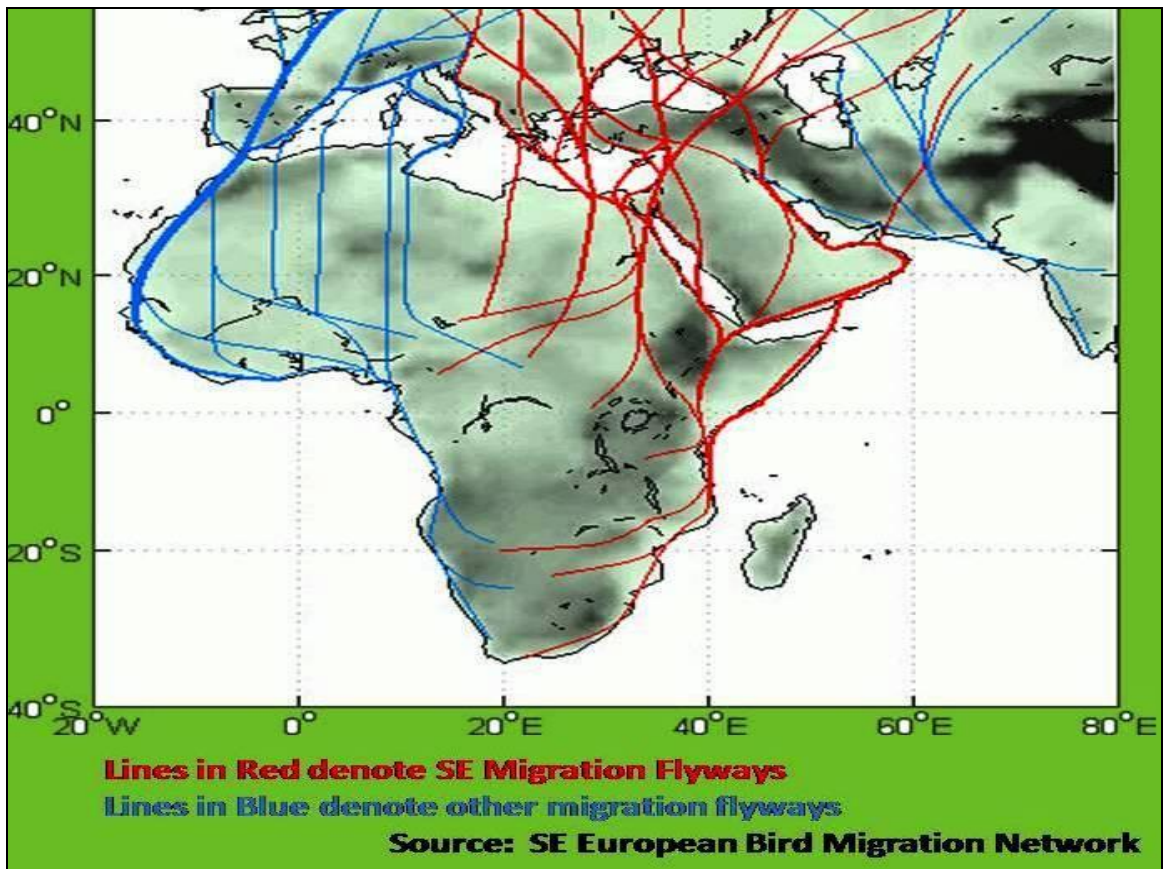 40°N
20°N
0°
20°S
40°S
20°W 0° 20°E 40°E 60°E 80°E
Lines in Red denote SE Migration Flyways
Lines in Blue denote other migration flyways
Source: SE European Bird Migration Network